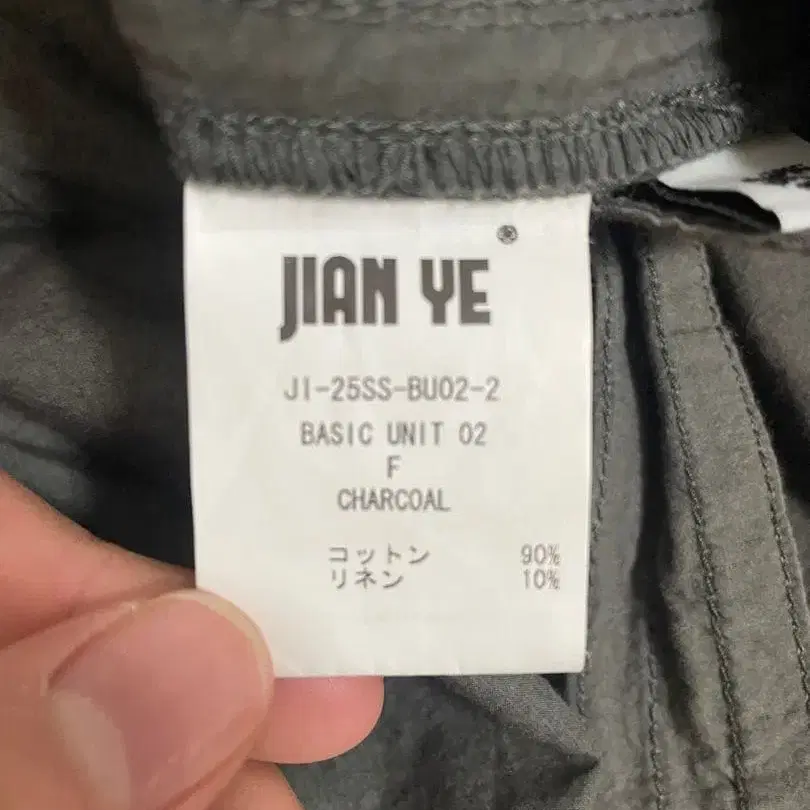 JIAN YE
JI-25SS-BU02-2
BASIC UNIT 02
F
CHARCOAL
コットン 90%
リネン 10%